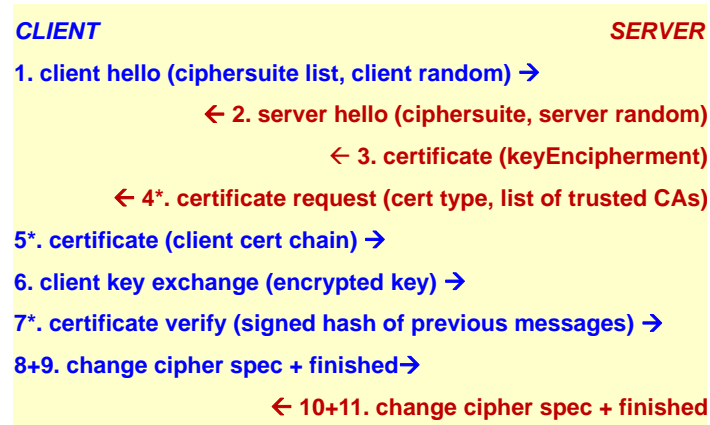 CLIENT SERVER
1. client hello (ciphersuite list, client random) →
← 2. server hello (ciphersuite, server random)
← 3. certificate (keyEncipherment)
← 4*. certificate request (cert type, list of trusted CAs)
5*. certificate (client cert chain) →
6. client key exchange (encrypted key) →
7*. certificate verify (signed hash of previous messages) →
8+9. change cipher spec + finished→
← 10+11. change cipher spec + finished